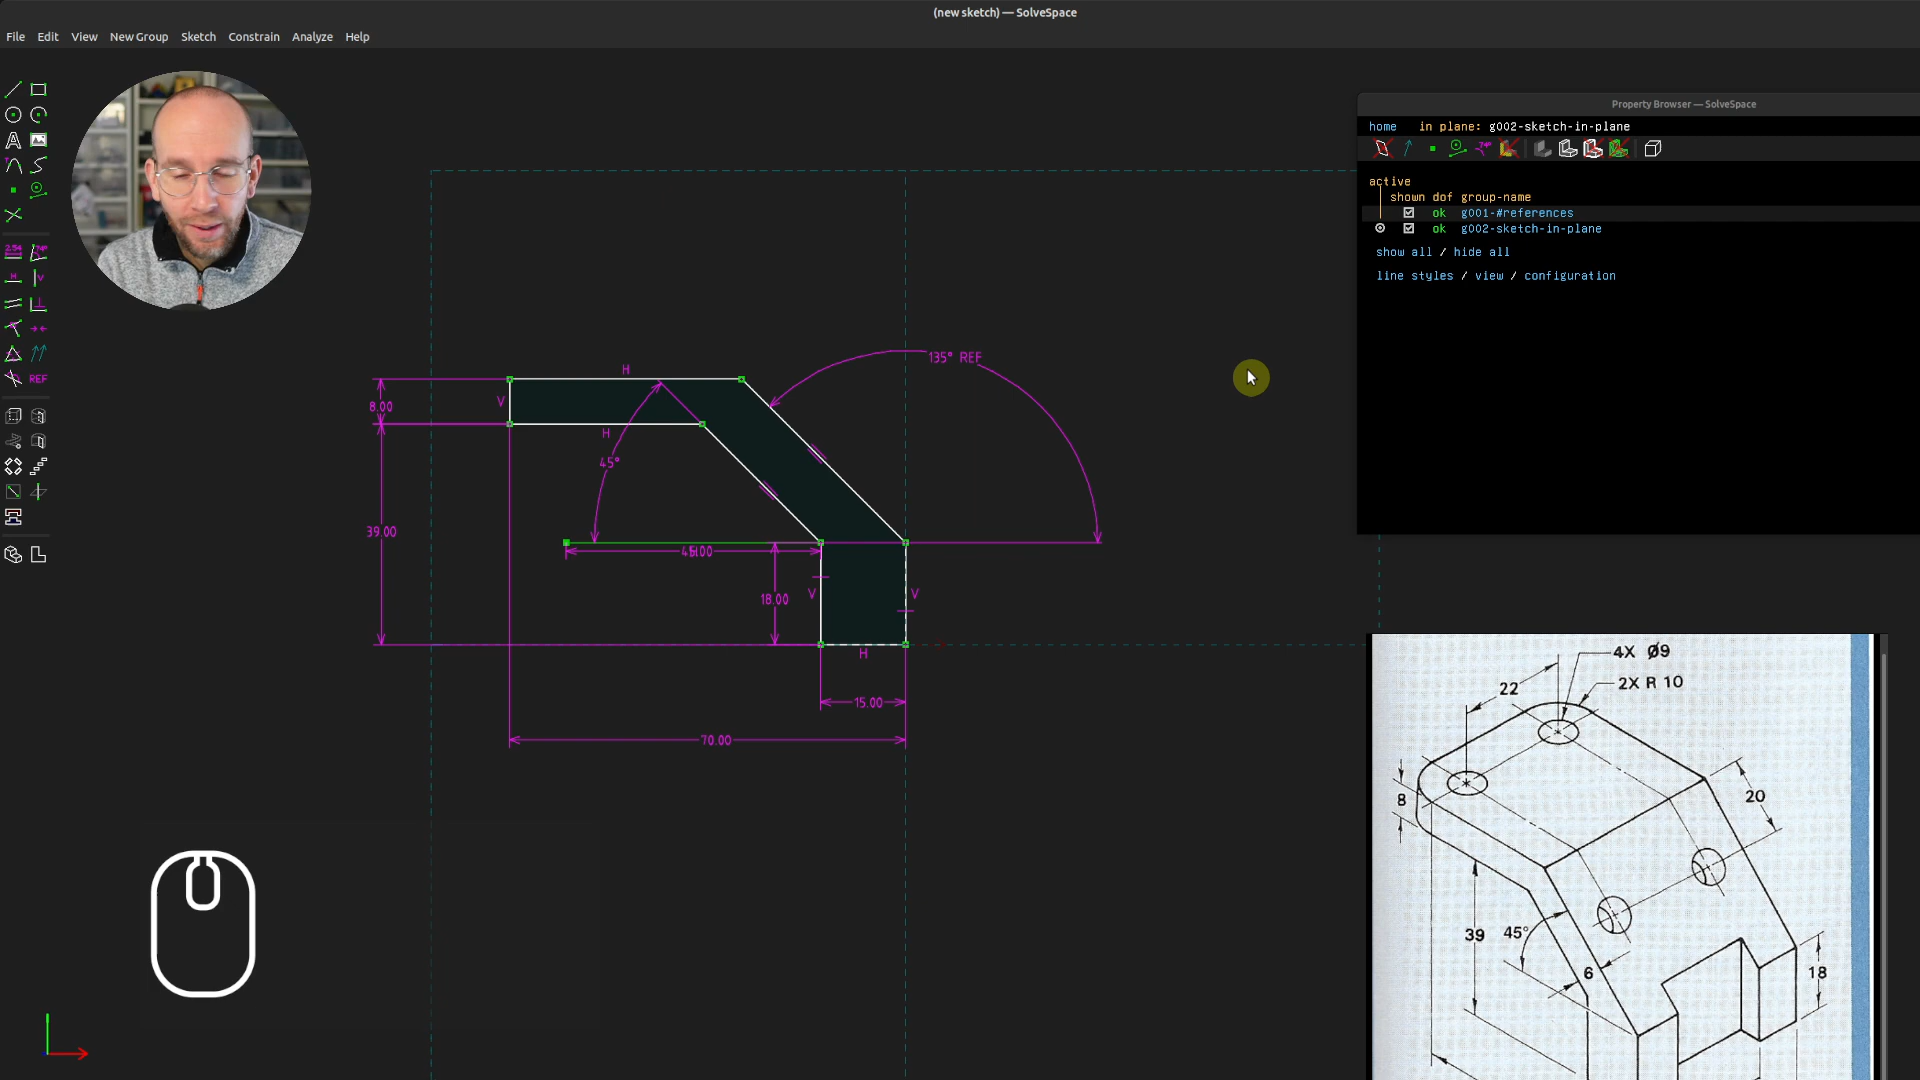 (new sketch) — SolveSpace
File Edit View New Group Sketch Constrain Analyze Help
Property Browser — SolveSpace
home in plane: g002-sketch-in-plane
active
shown dof group-name
ok g001-#references
ok g002-sketch-in-plane
show all / hide all
line styles / view / configuration
2.54
74°
H
V
REF
135° REF
H
8.00
V
H
45°
39.00
18.00
V
V
H
15.00
70.00
4X Ø9
22
2X R 10
8
20
39
45°
6
18